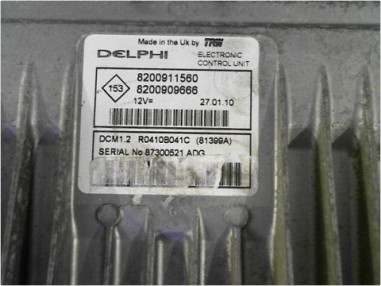 Made in the Uk by TRW
DELPHI
ELECTRONIC
CONTROL UNIT
153
8200911560
8200909666
12V=
27.01.10
DCM1.2 R0410B041C (81399A)
SERIAL No 87300521 ADG